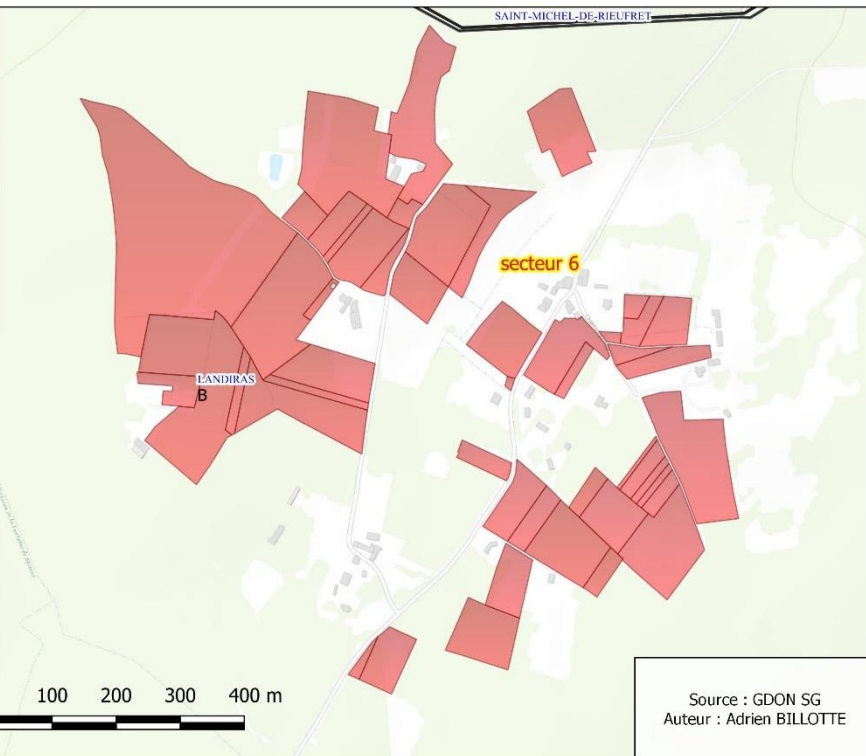 SAINT-MICHEL-DE-RIEUFRET
secteur 6
LANDIRAS
B
100 200 300 400 m
Source : GDON SG
Auteur : Adrien BILLOTTE